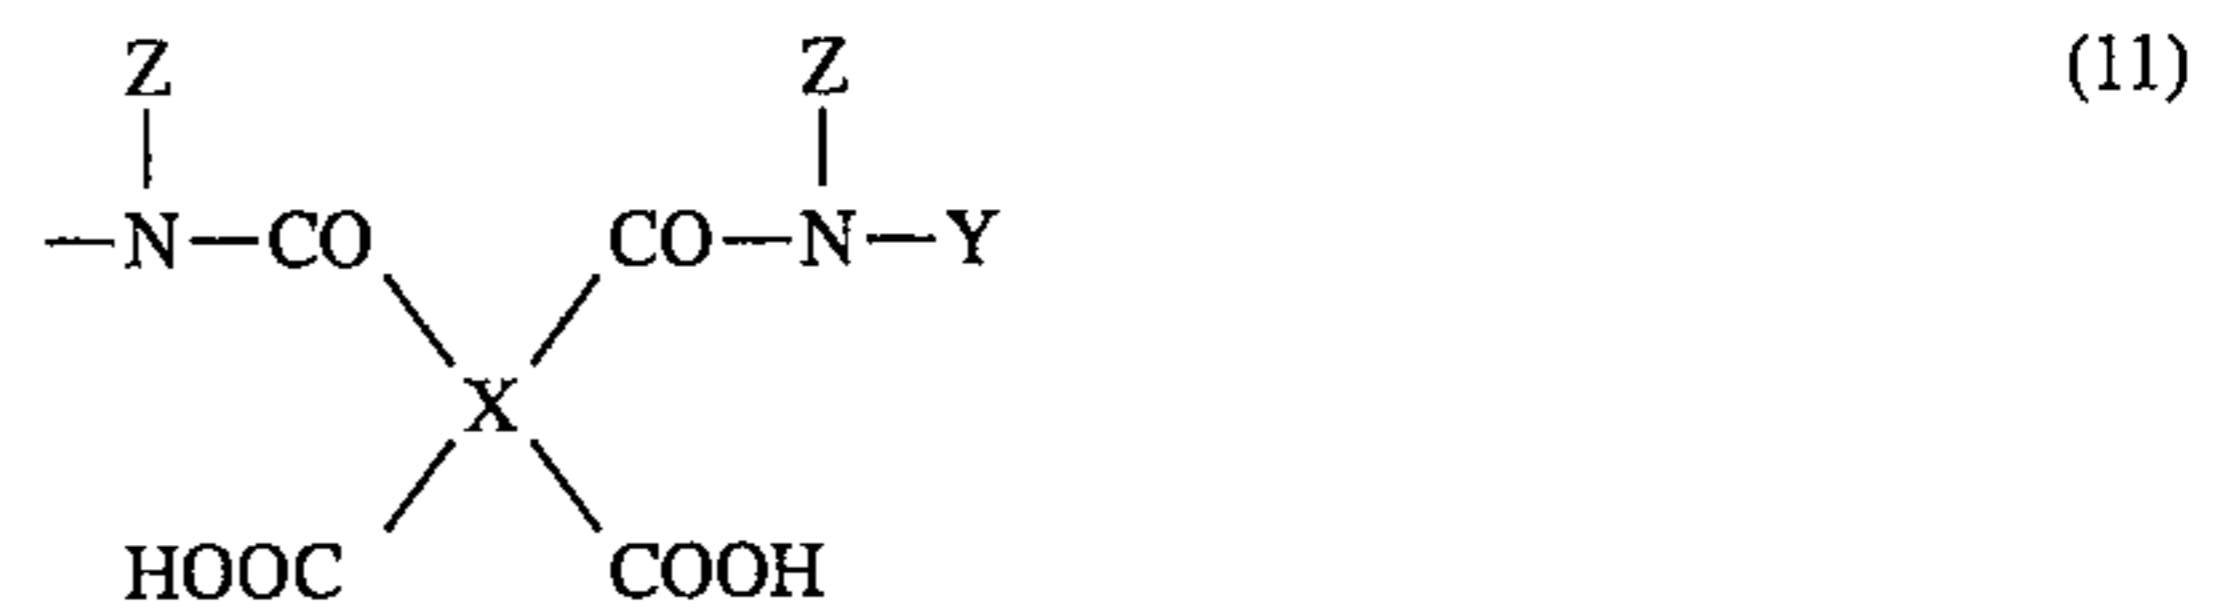 Z Z (11)
—N—CO CO—N—Y
X
HOOC COOH